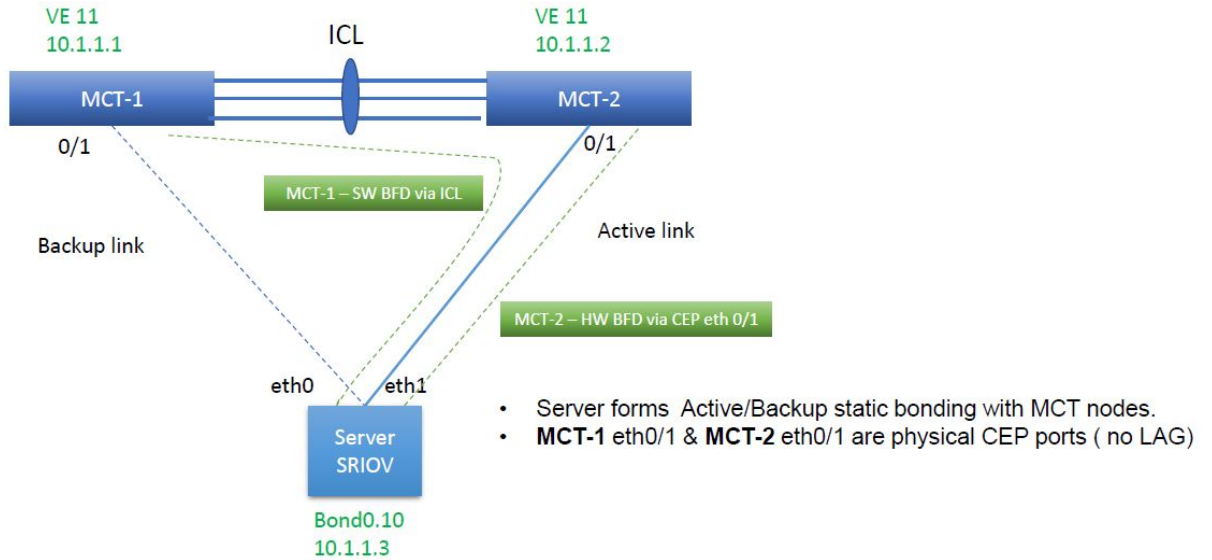 VE 11
10.1.1.1
ICL
VE 11
10.1.1.2
MCT-1
MCT-2
0/1
0/1
MCT-1 – SW BFD via ICL
Backup link
Active link
MCT-2 – HW BFD via CEP eth 0/1
eth0
eth1
Server
SRIOV
• Server forms Active/Backup static bonding with MCT nodes.
• MCT-1 eth0/1 & MCT-2 eth0/1 are physical CEP ports ( no LAG)
Bond0.10
10.1.1.3